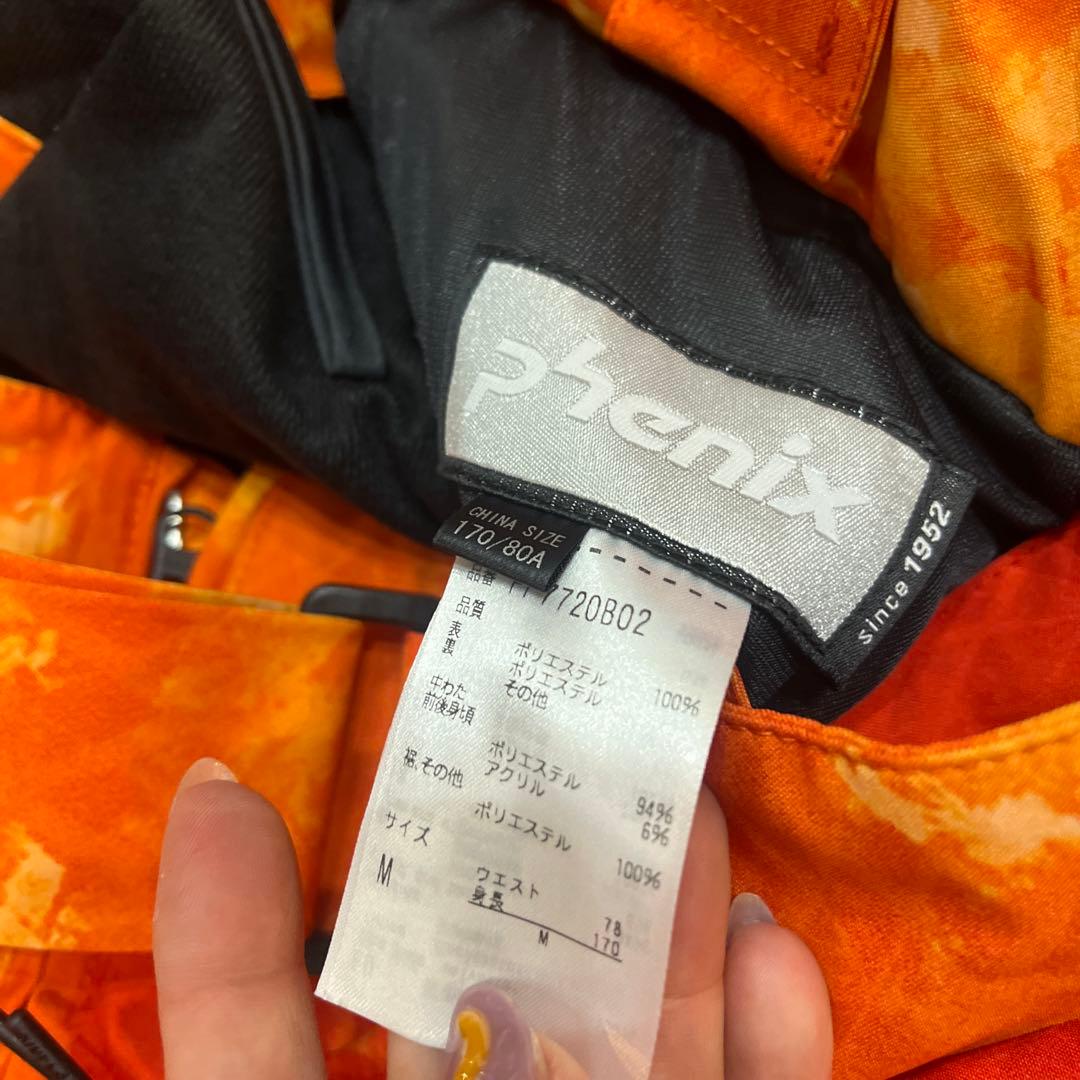 phenix
since 1952
CHINA SIZE
170/80A
品番 7720B02
品質
表 ポリエステル 100%
裏 ポリエステル
その他
中わた
前後身頃 ポリエステル 94%
アクリル 6%
裾、その他 ポリエステル 100%
サイズ
M ウエスト 78
身長 170
M